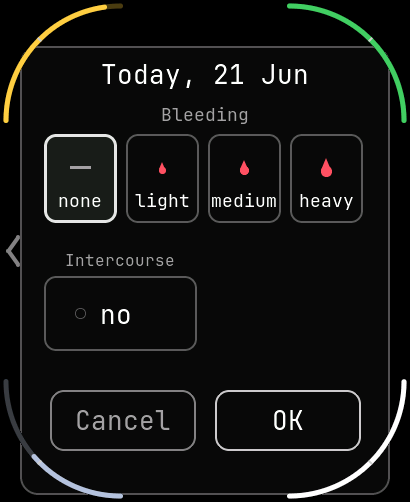 Today, 21 Jun
Bleeding
none light medium heavy
Intercourse
no
Cancel OK